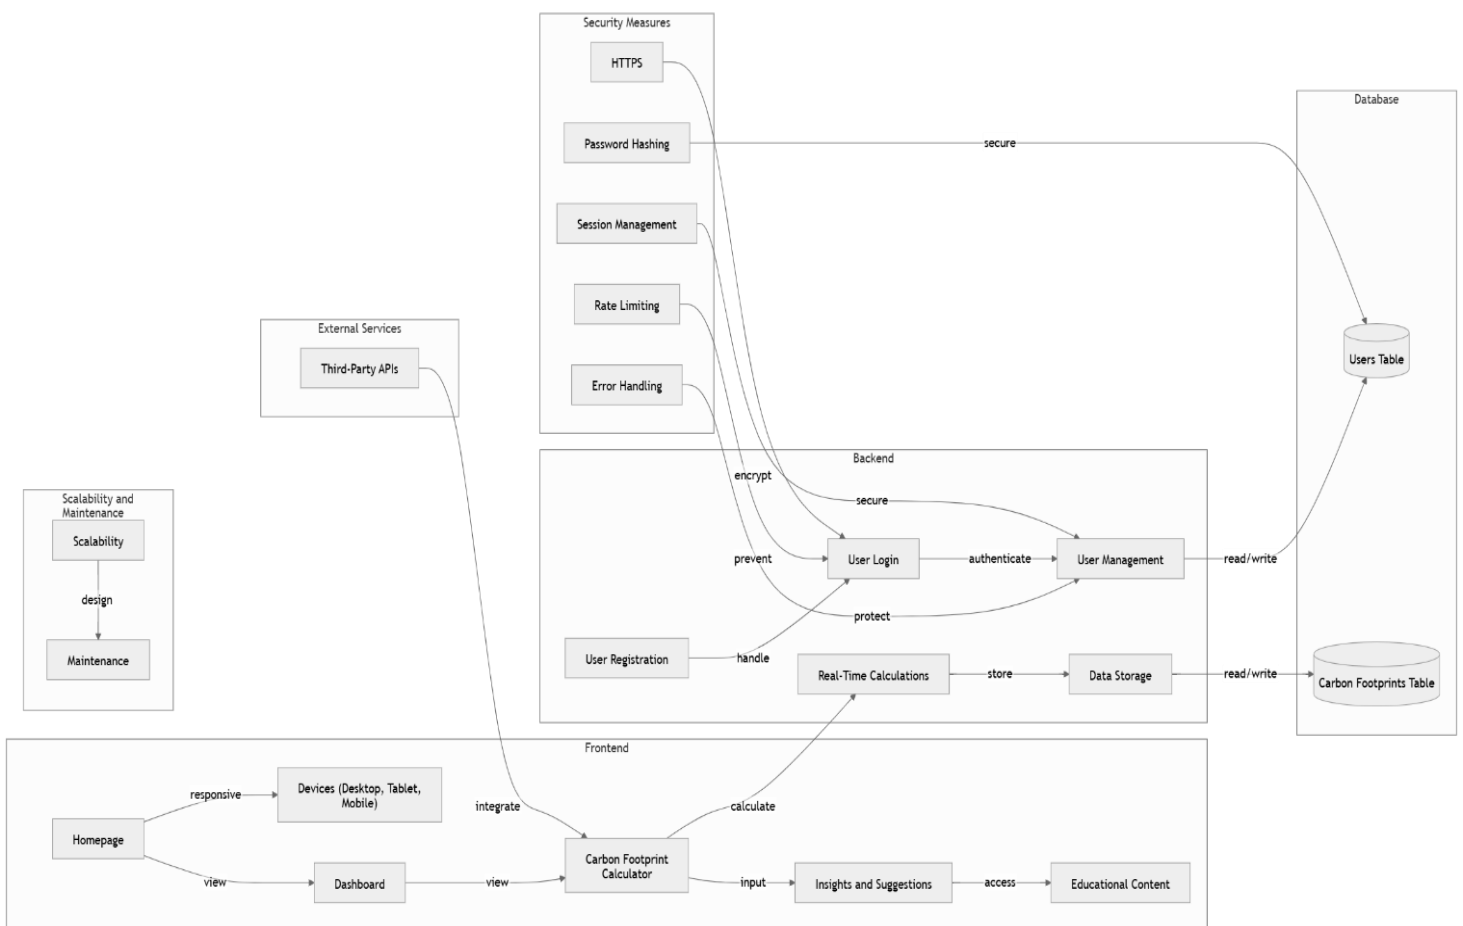 Security Measures
HTTPS
Password Hashing
secure
Session Management
Rate Limiting
Error Handling
Database
Users Table
Carbon Footprints Table
External Services
Third-Party APIs
Scalability and
Maintenance
Scalability
design
Maintenance
Backend
encrypt
secure
prevent
User Login
authenticate
User Management
read/write
protect
User Registration
handle
Real-Time Calculations
store
Data Storage
read/write
Frontend
responsive
Devices (Desktop, Tablet,
Mobile)
integrate
calculate
Homepage
view
Dashboard
view
Carbon Footprint
Calculator
input
Insights and Suggestions
access
Educational Content